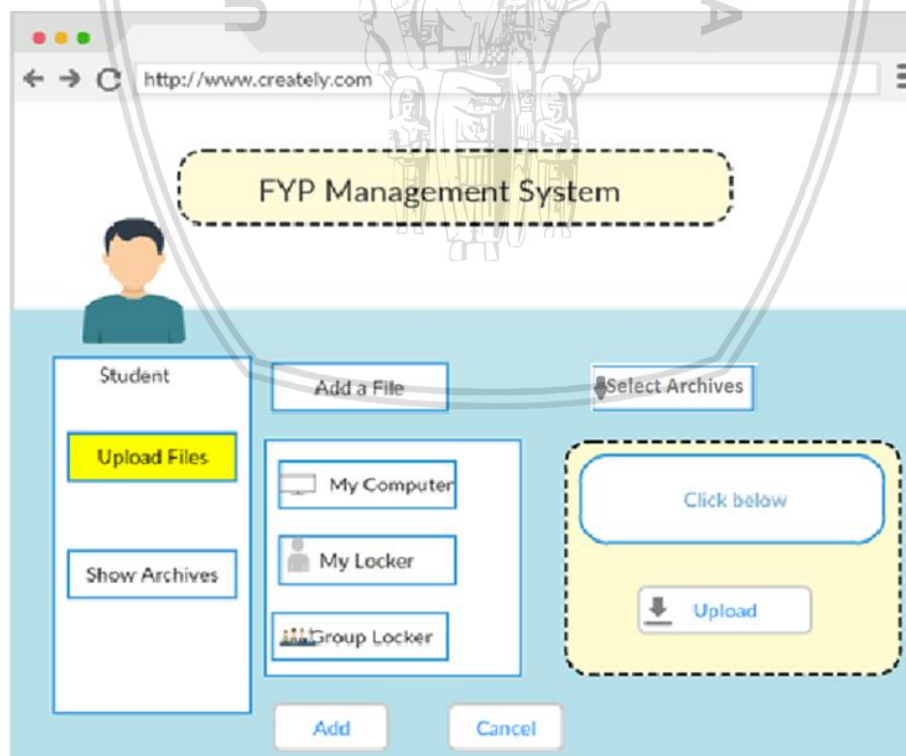 http://www.creately.com
FYP Management System
Student
Upload Files
Show Archives
Add a File
My Computer
My Locker
Group Locker
Add
Cancel
Select Archives
Click below
Upload